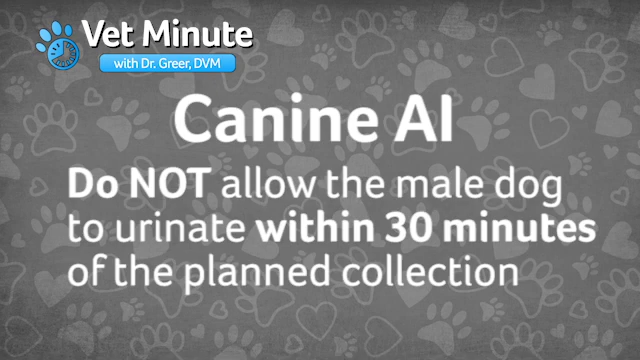 Vet Minute
with Dr. Greer, DVM
Canine AI
Do NOT allow the male dog
to urinate within 30 minutes
of the planned collection